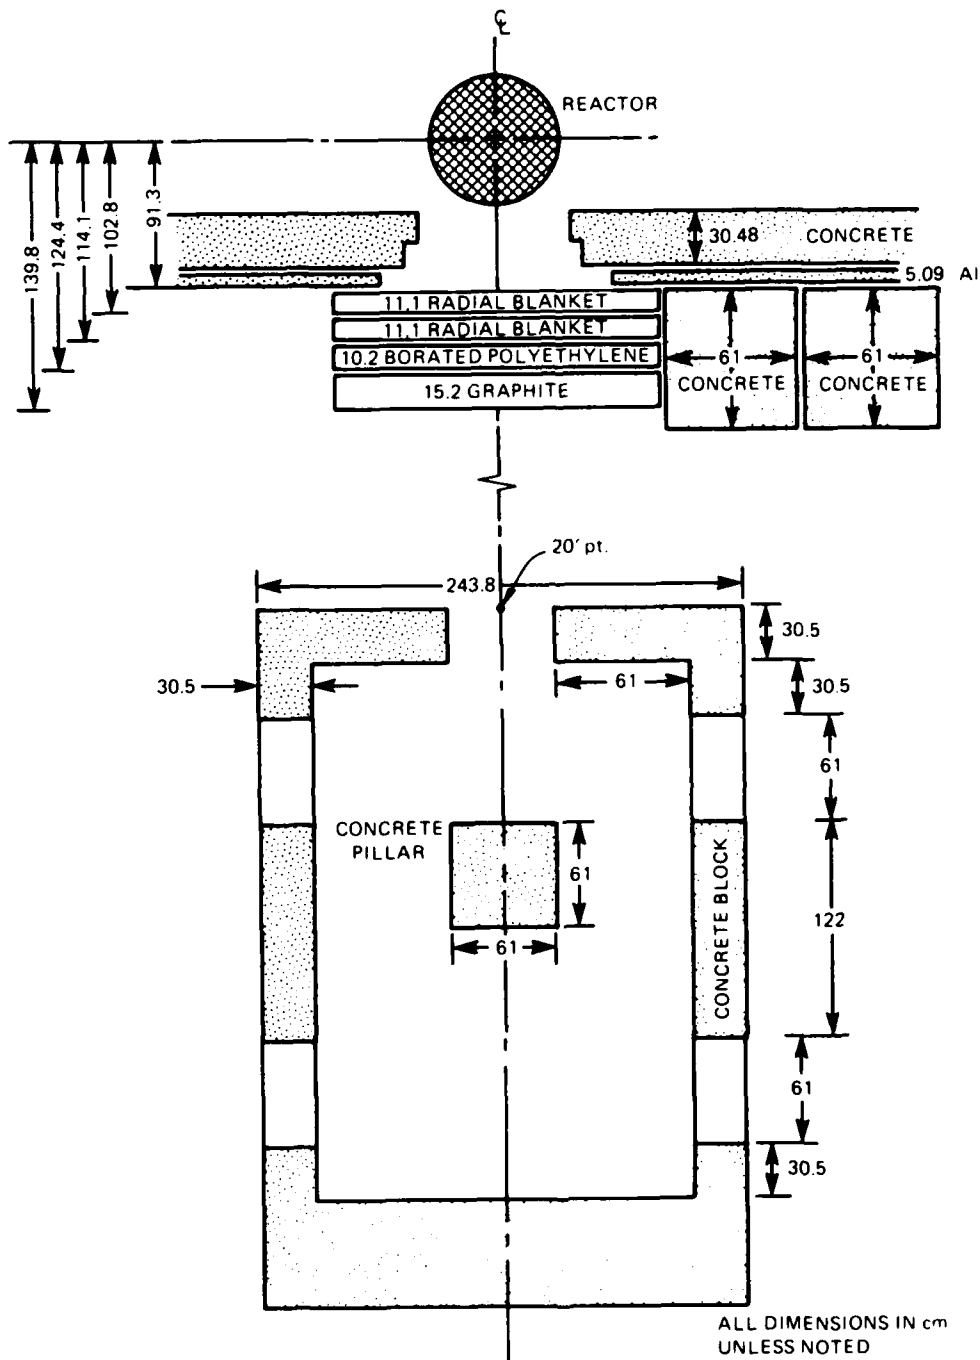 ℄
REACTOR
139.8
124.4
114.1
102.8
91.3
30.48
CONCRETE
5.09 Al
11.1 RADIAL BLANKET
11.1 RADIAL BLANKET
10.2 BORATED POLYETHYLENE
15.2 GRAPHITE
61
CONCRETE
61
CONCRETE
20' pt.
243.8
30.5
30.5
61
30.5
61
CONCRETE
PILLAR
61
61
CONCRETE BLOCK
122
61
30.5
ALL DIMENSIONS IN cm
UNLESS NOTED